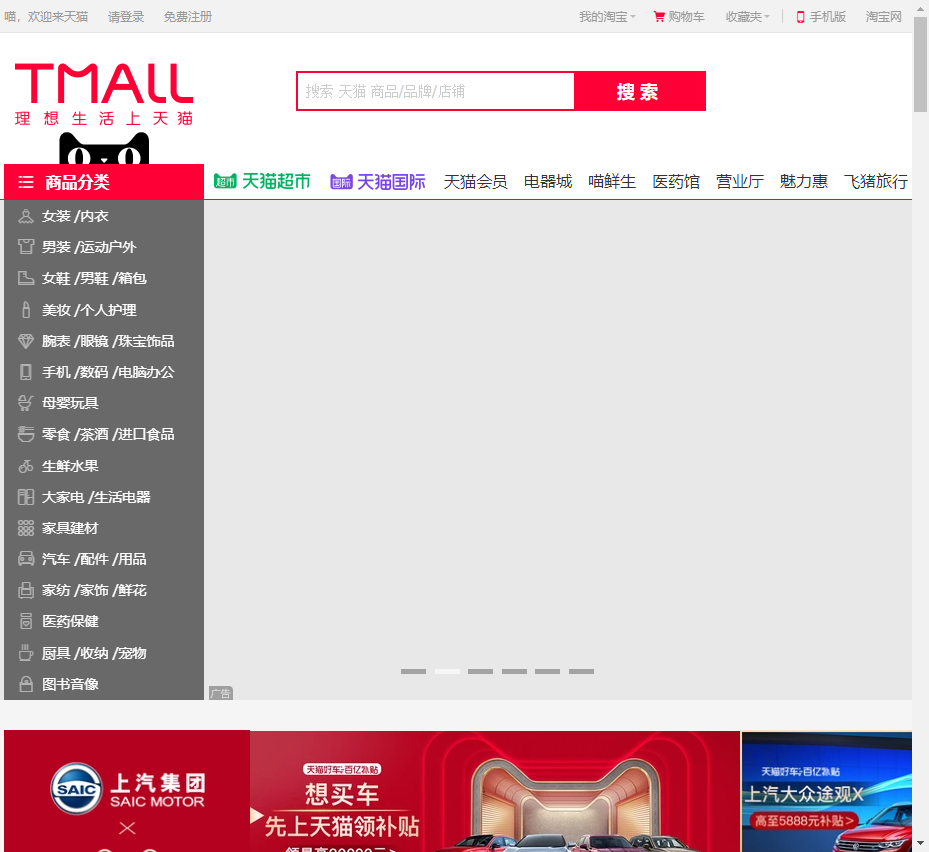 喵，欢迎来天猫 请登录 免费注册 我的淘宝 购物车 收藏夹 手机版 淘宝网
TMALL
理想生活上天猫
搜索 天猫 商品/品牌/店铺 搜索
商品分类 超市 天猫超市 国际 天猫国际 天猫会员 电器城 喵鲜生 医药馆 营业厅 魅力惠 飞猪旅行
女装 /内衣
男装 /运动户外
女鞋 /男鞋 /箱包
美妆 /个人护理
腕表 /眼镜 /珠宝饰品
手机 /数码 /电脑办公
母婴玩具
零食 /茶酒 /进口食品
生鲜水果
大家电 /生活电器
家具建材
汽车 /配件 /用品
家纺 /家饰 /鲜花
医药保健
厨具 /收纳 /宠物
图书音像
广告
SAIC 上汽集团
SAIC MOTOR
天猫好车·百亿补贴
想买车
先上天猫领补贴
天猫好车·百亿补贴
上汽大众途观X
高至5888元补贴>